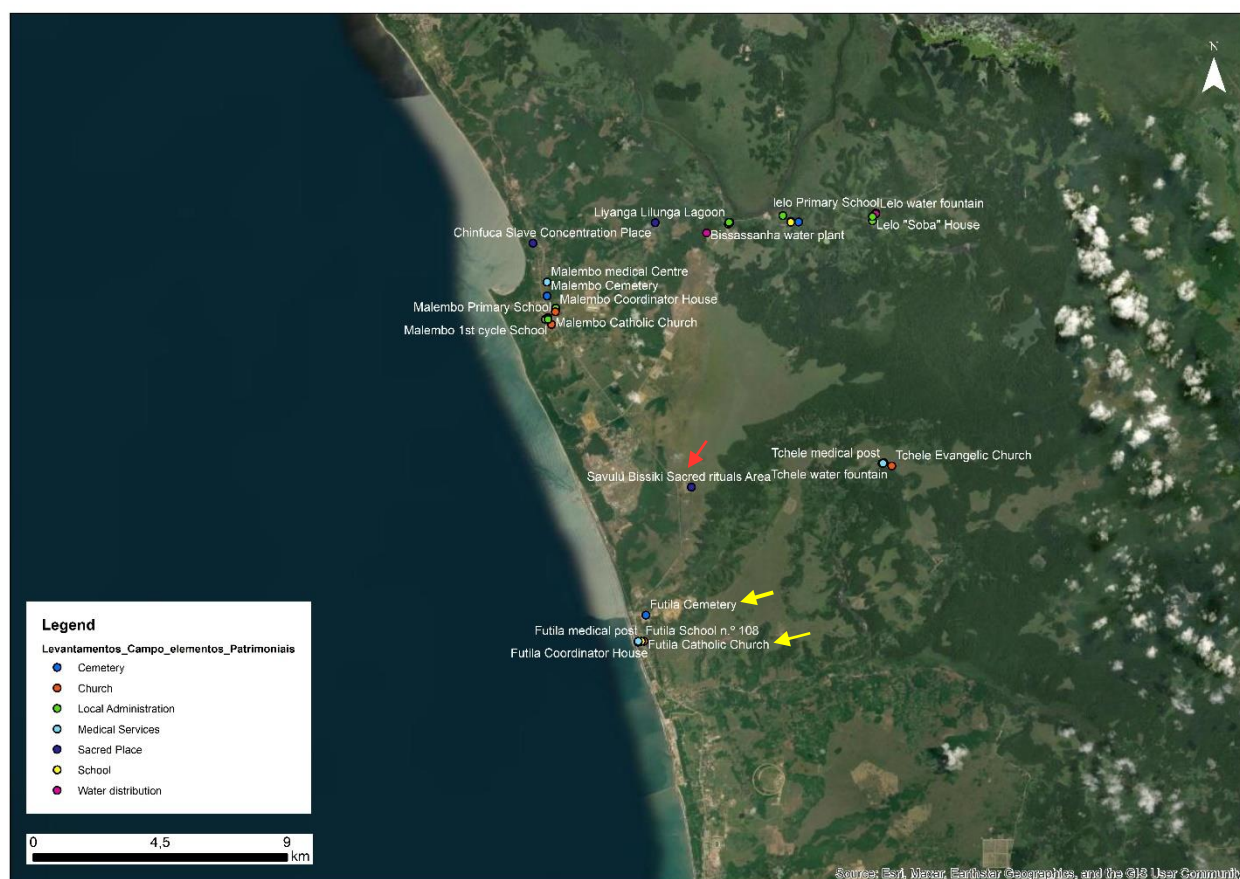 N
lelo Primary School Lelo water fountain
Liyanga Lilunga Lagoon
Lelo "Soba" House
Chinfuca Slave Concentration Place
Bissassanha water plant
Malembo medical Centre
Malembo Cemetery
Malembo Coordinator House
Malembo Primary School
Malembo Catholic Church
Malembo 1st cycle School
Tchele medical post
Tchele Evangelic Church
Savulú Bissiki Sacred rituals Area
Tchele water fountain
Futila Cemetery
Futila medical post Futila School n.º 108
Futila Catholic Church
Futila Coordinator House
Legend
Levantamentos_Campo_elementos_Patrimoniais
Cemetery
Church
Local Administration
Medical Services
Sacred Place
School
Water distribution
0 4,5 9
km
Source: Esri, Maxar, Earthstar Geographics, and the GIS User Community